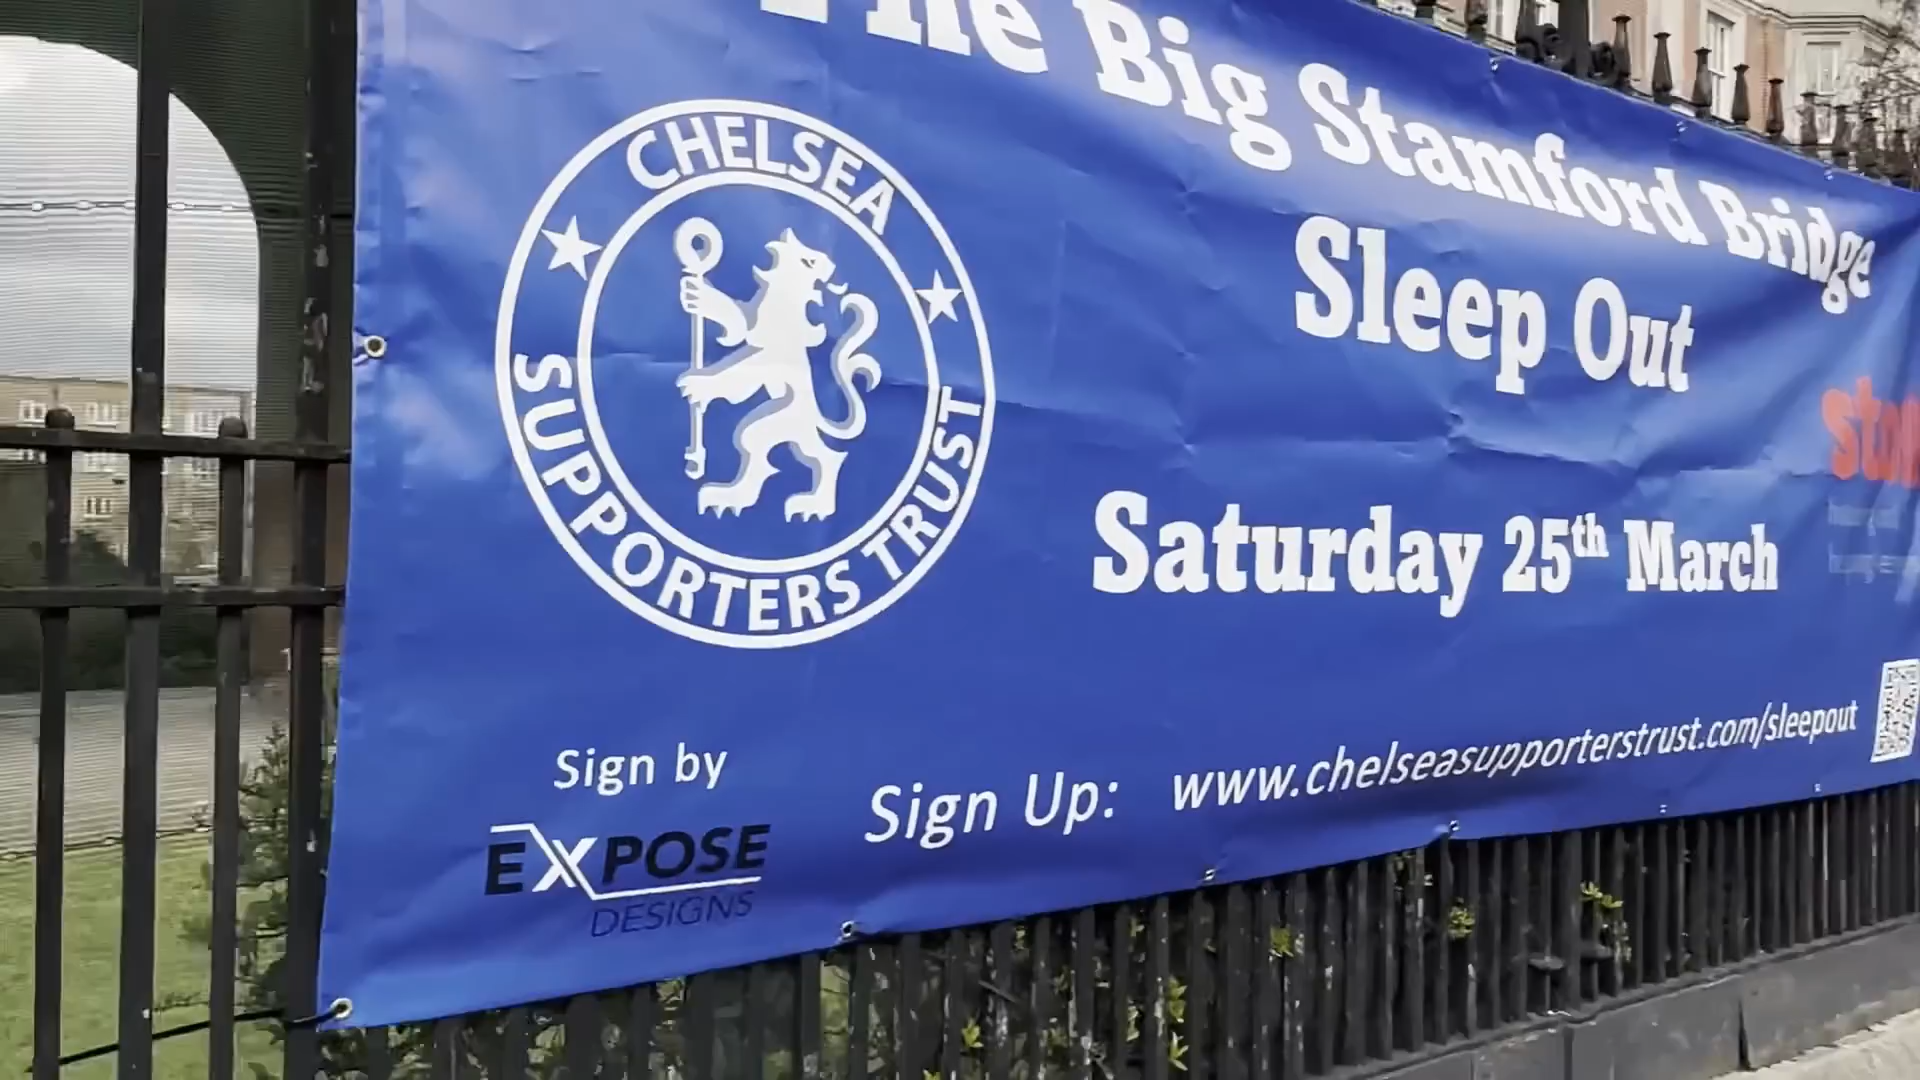 The Big Stamford Bridge
Sleep Out
CHELSEA
SUPPORTERS TRUST
Saturday 25th March
Sign by
EXPOSE
DESIGNS
Sign Up: www.chelseasupporterstrust.com/sleepout